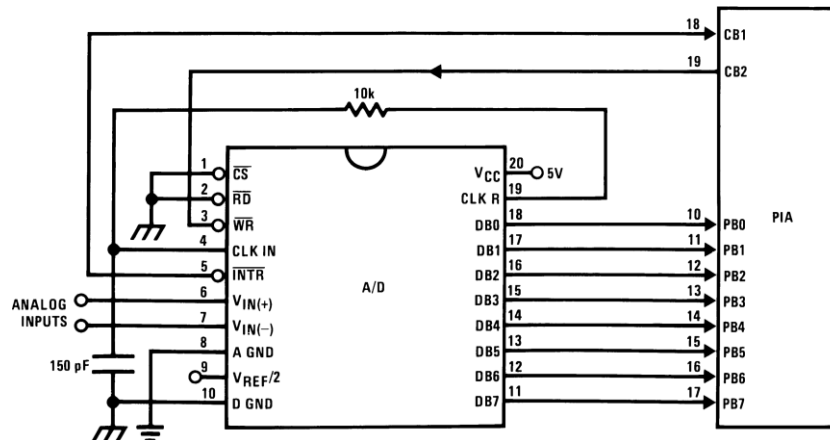 18 CB1
19 CB2
10k
1 CS
2 RD
3 WR
4 CLK IN
5 INTR
6 VIN(+)
7 VIN(−)
8 A GND
9 VREF/2
10 D GND
ANALOG
INPUTS
150 pF
A/D
VCC 20 5V
CLK R 19
DB0 18
DB1 17
DB2 16
DB3 15
DB4 14
DB5 13
DB6 12
DB7 11
10 PB0
11 PB1
12 PB2
13 PB3
14 PB4
15 PB5
16 PB6
17 PB7
PIA